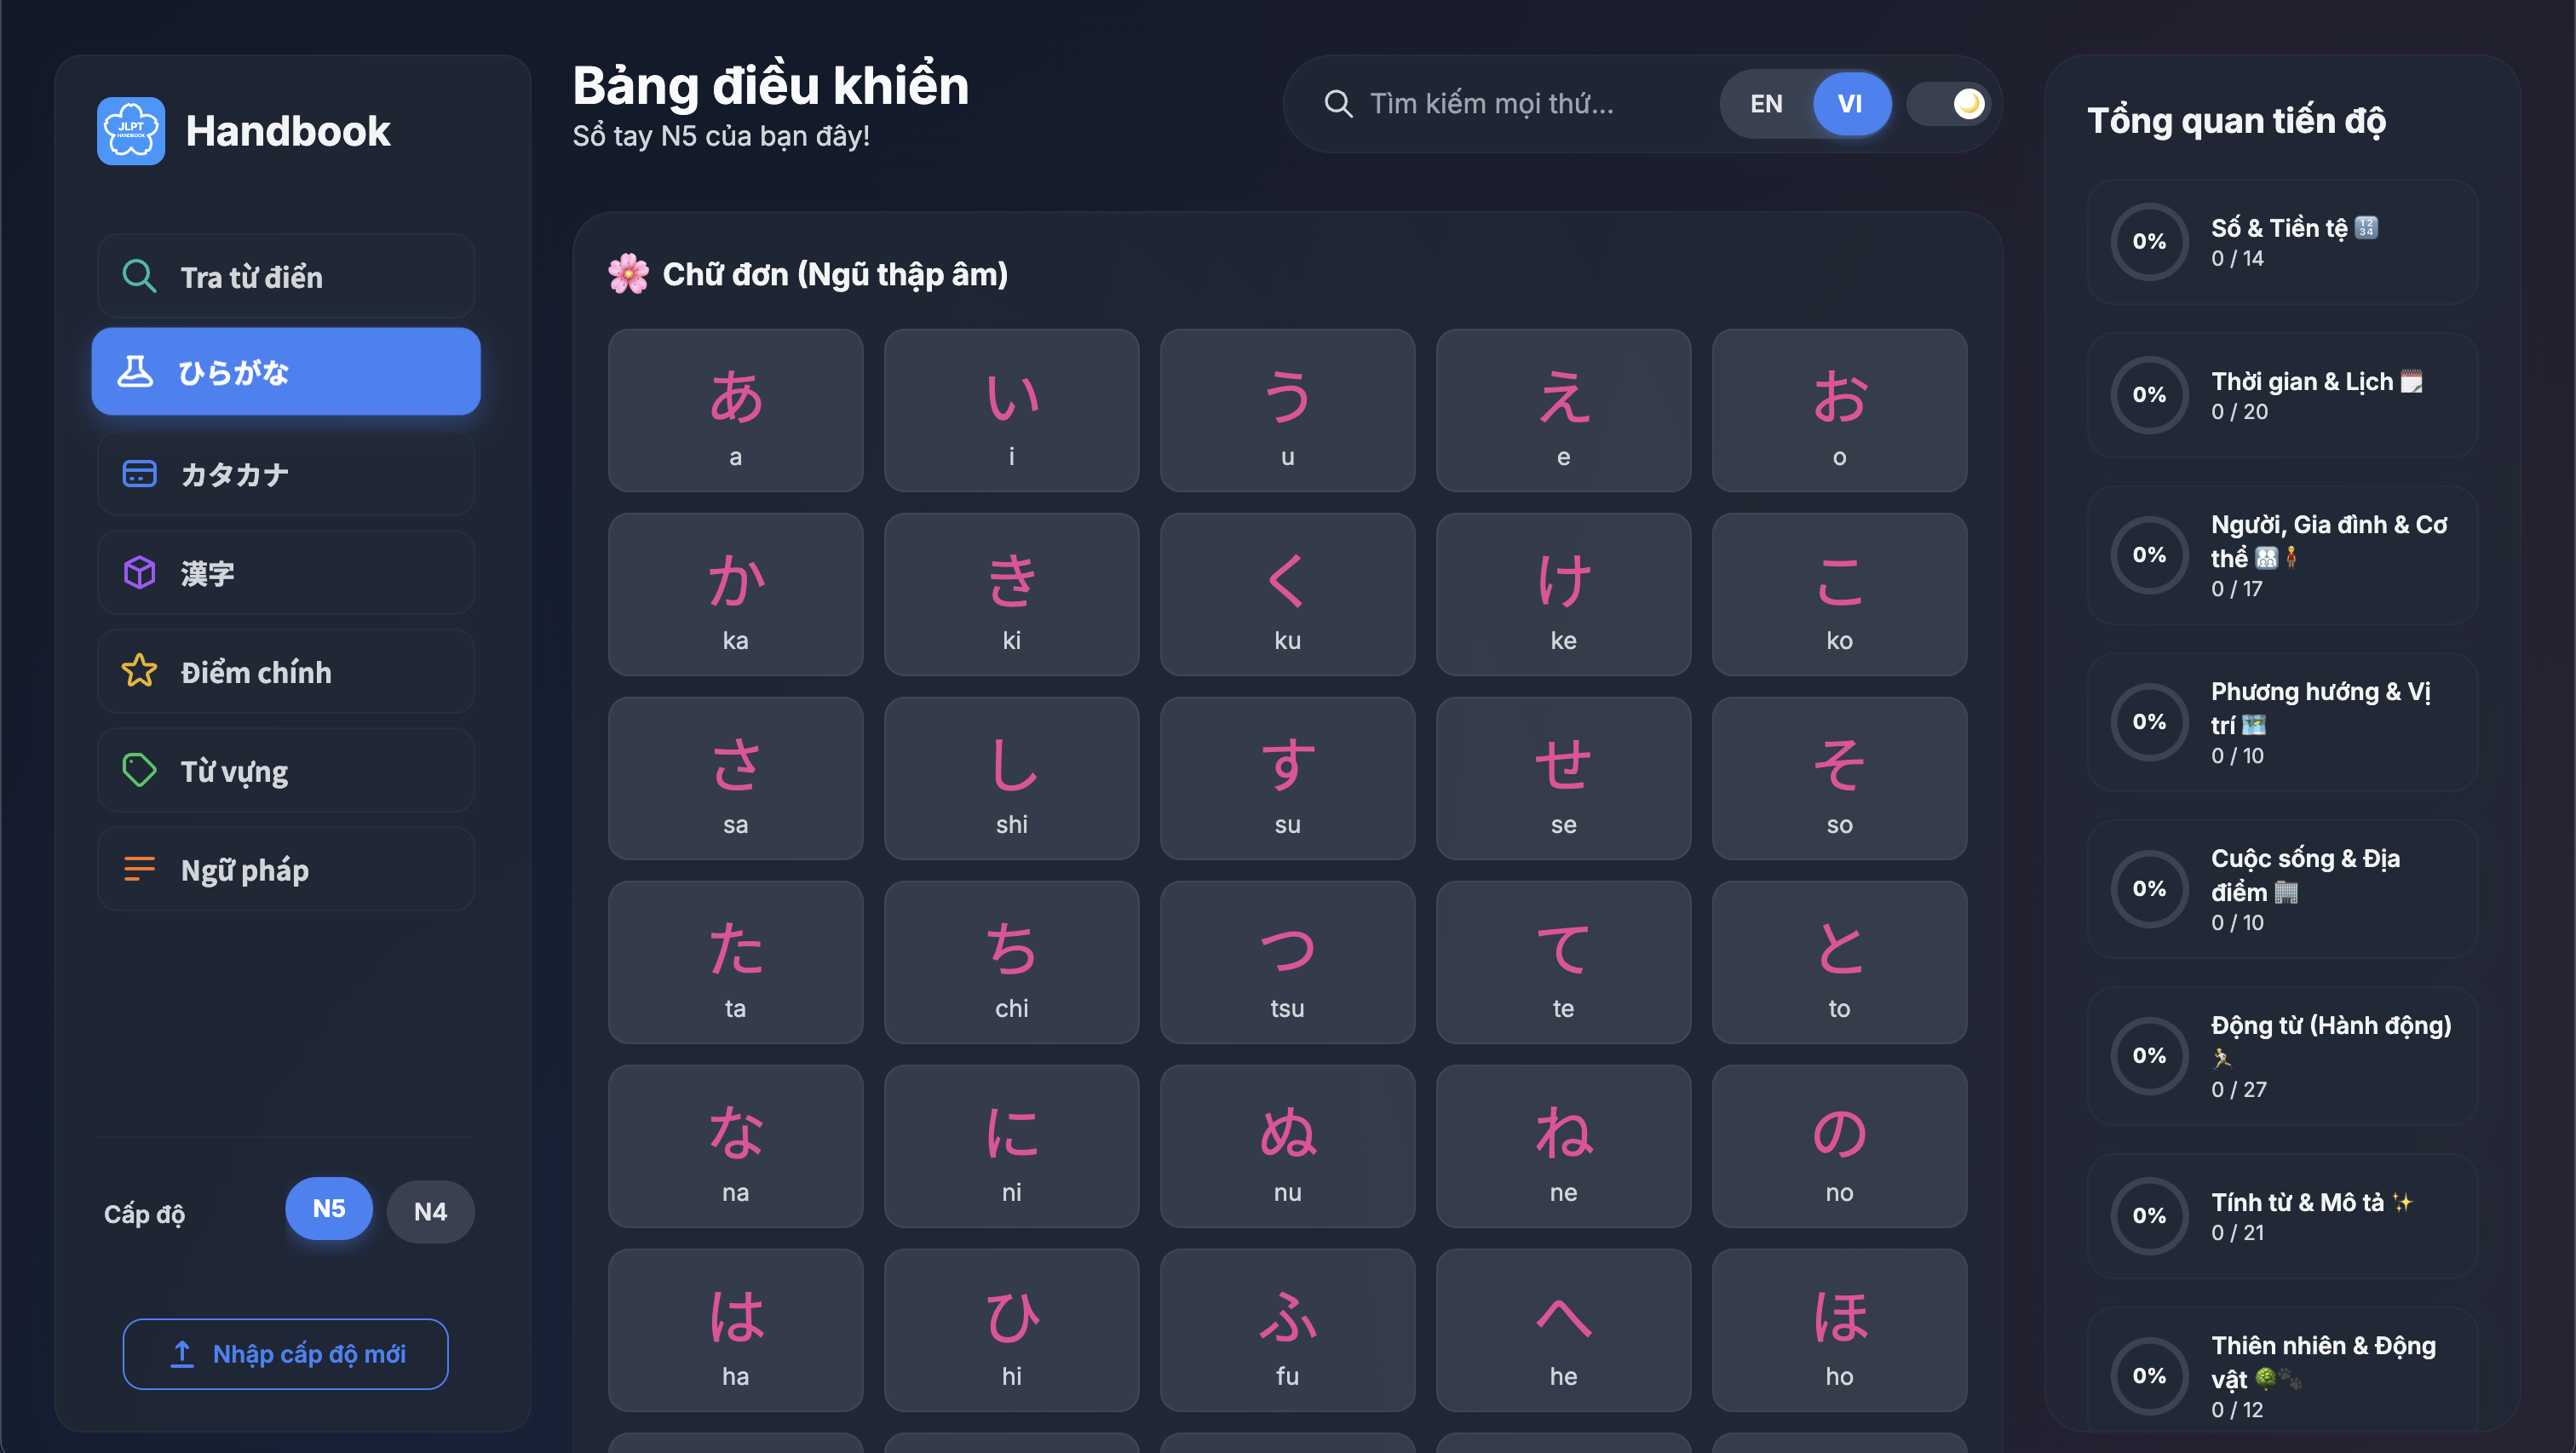 JLPT
HANDBOOK
Handbook
Tra từ điển
ひらがな
カタカナ
漢字
Điểm chính
Từ vựng
Ngữ pháp
Cấp độ
N5
N4
Nhập cấp độ mới
Bảng điều khiển
Sổ tay N5 của bạn đây!
Tìm kiếm mọi thứ...
EN
VI
🌸 Chữ đơn (Ngũ thập âm)
あ い う え お
a i u e o
か き く け こ
ka ki ku ke ko
さ し す せ そ
sa shi su se so
た ち つ て と
ta chi tsu te to
な に ぬ ね の
na ni nu ne no
は ひ ふ へ ほ
ha hi fu he ho
Tổng quan tiến độ
0%
Số & Tiền tệ 🔢
0 / 14
0%
Thời gian & Lịch 🗓️
0 / 20
0%
Người, Gia đình & Cơ
thể 👨‍👩‍👧‍👦🧍
0 / 17
0%
Phương hướng & Vị
trí 🗺️
0 / 10
0%
Cuộc sống & Địa
điểm 🏢
0 / 10
0%
Động từ (Hành động)
🏃
0 / 27
0%
Tính từ & Mô tả ✨
0 / 21
0%
Thiên nhiên & Động
vật 🌳🐾
0 / 12